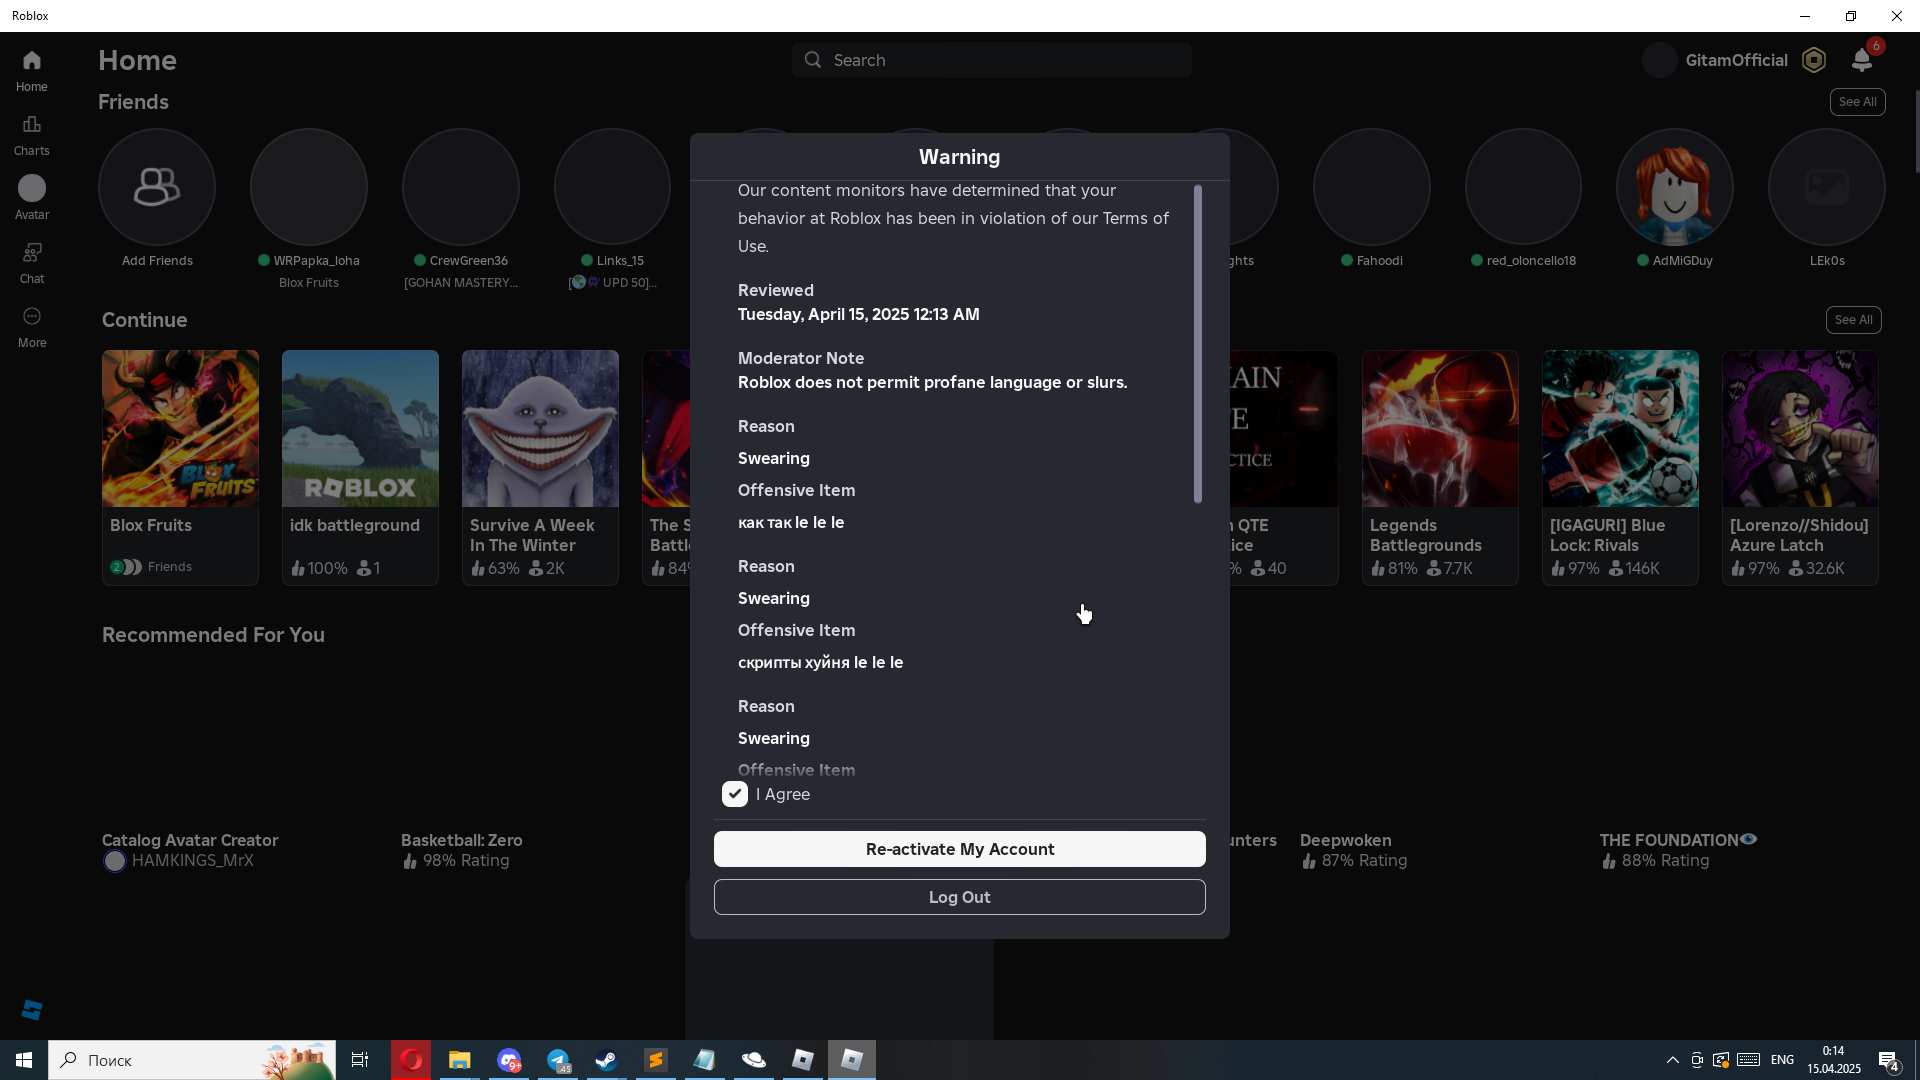 Roblox
Home
Search
GitamOfficial
6
Home
Charts
Avatar
Chat
More
Friends
See All
Add Friends
WRPapka_loha
Blox Fruits
CrewGreen36
[GOHAN MASTERY...
Links_15
UPD 50]...
ghts
Fahoodi
red_oloncello18
AdMiGDuy
LEk0s
Continue
See All
BLOX FRUITS
ROBLOX
Blox Fruits
2 Friends
idk battleground
100% 1
Survive A Week
In The Winter
63% 2K
The S
Battl
84%
AIN
E
CTICE
QTE
ice
% 40
Legends
Battlegrounds
81% 7.7K
[IGAGURI] Blue
Lock: Rivals
97% 146K
[Lorenzo//Shidou]
Azure Latch
97% 32.6K
Warning
Our content monitors have determined that your
behavior at Roblox has been in violation of our Terms of
Use.
Reviewed
Tuesday, April 15, 2025 12:13 AM
Moderator Note
Roblox does not permit profane language or slurs.
Reason
Swearing
Offensive Item
как так le le le
Reason
Swearing
Offensive Item
скрипты хуйня le le le
Reason
Swearing
Offensive Item
I Agree
Re-activate My Account
Log Out
Recommended For You
Catalog Avatar Creator
HAMKINGS_MrX
Basketball: Zero
98% Rating
unters
Deepwoken
87% Rating
THE FOUNDATION
88% Rating
Поиск
9+
45
ENG
0:14
15.04.2025
4